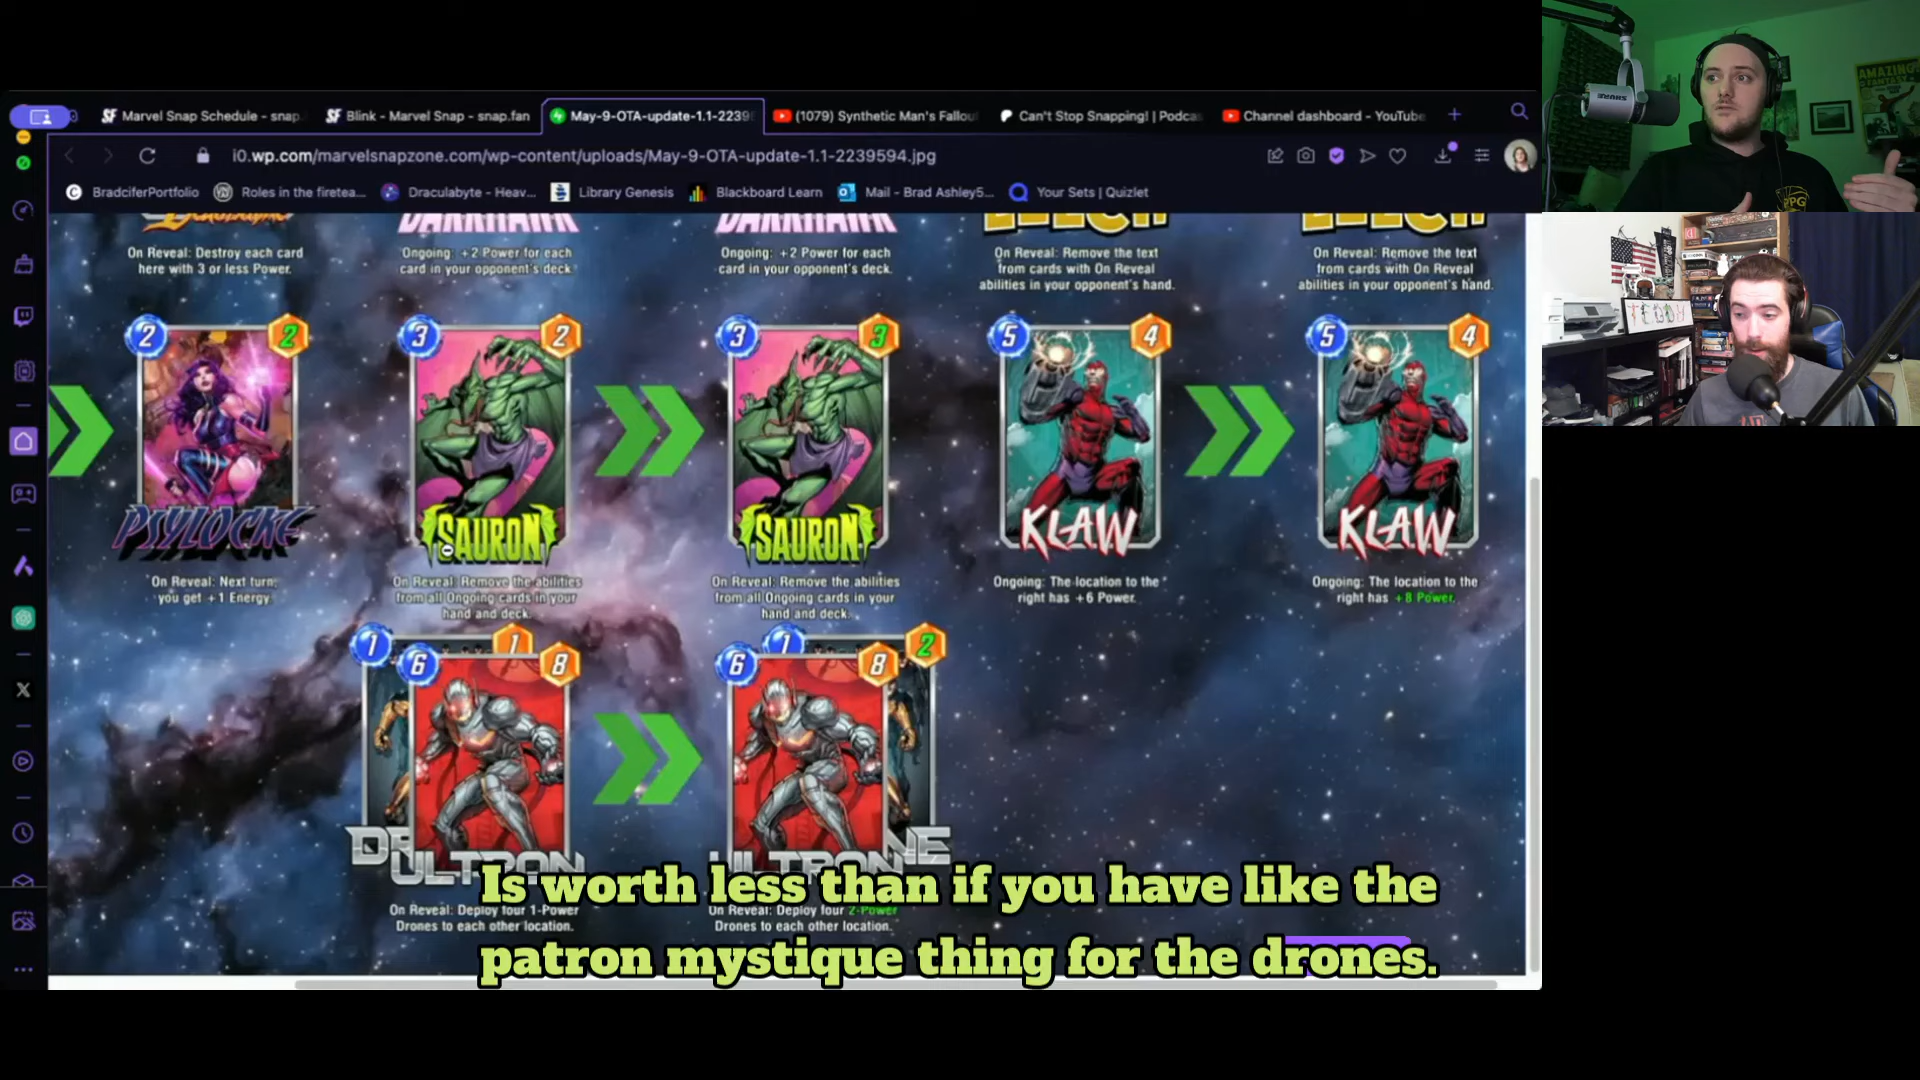 Marvel Snap Schedule - snap.
Blink - Marvel Snap - snap.fan
May-9-OTA-update-1.1-2239
(1079) Synthetic Man's Fallou
Can't Stop Snapping! | Podca
Channel dashboard - YouTube
i0.wp.com/marvelsnapzone.com/wp-content/uploads/May-9-OTA-update-1.1-2239594.jpg
BradciferPortfolio
Roles in the firetea...
Draculabyte - Heav...
Library Genesis
Blackboard Learn
Mail - Brad Ashley5...
Your Sets | Quizlet
DARKHAWK
DARKHAWK
LEECH
LEECH
On Reveal: Destroy each card
here with 3 or less Power.
Ongoing: +2 Power for each
card in your opponent's deck
Ongoing: +2 Power for each
card in your opponent's deck.
On Reveal: Remove the text
from cards with On Reveal
abilities in your opponent's hand.
On Reveal: Remove the text
from cards with On Reveal
abilities in your opponent's hand.
2 2
3 2
3 3
5 4
5 4
PSYLOCKE
SAURON
SAURON
KLAW
KLAW
On Reveal: Next turn,
you get +1 Energy.
On Reveal: Remove the abilities
from all Ongoing cards in your
hand and deck.
On Reveal: Remove the abilities
from all Ongoing cards in your
hand and deck.
Ongoing: The location to the
right has +6 Power.
Ongoing: The location to the
right has +8 Power.
1 1
6 8
1 2
6 8
ULTRON
ULTRON
On Reveal: Deploy four 1-Power
Drones to each other location.
On Reveal: Deploy four 2-Power
Drones to each other location.
Is worth less than if you have like the
patron mystique thing for the drones.
SHURE
AMAZING
FANTASY